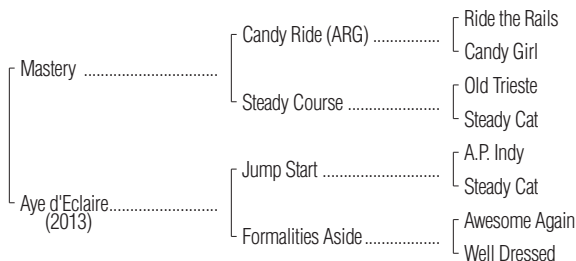 Ride the Rails
Candy Ride (ARG) ................
Candy Girl
Mastery ................................
Old Trieste
Steady Course ....................
Steady Cat
A.P. Indy
Jump Start ............................
Steady Cat
Aye d'Eclaire..........................
(2013)
Awesome Again
Formalities Aside..................
Well Dressed